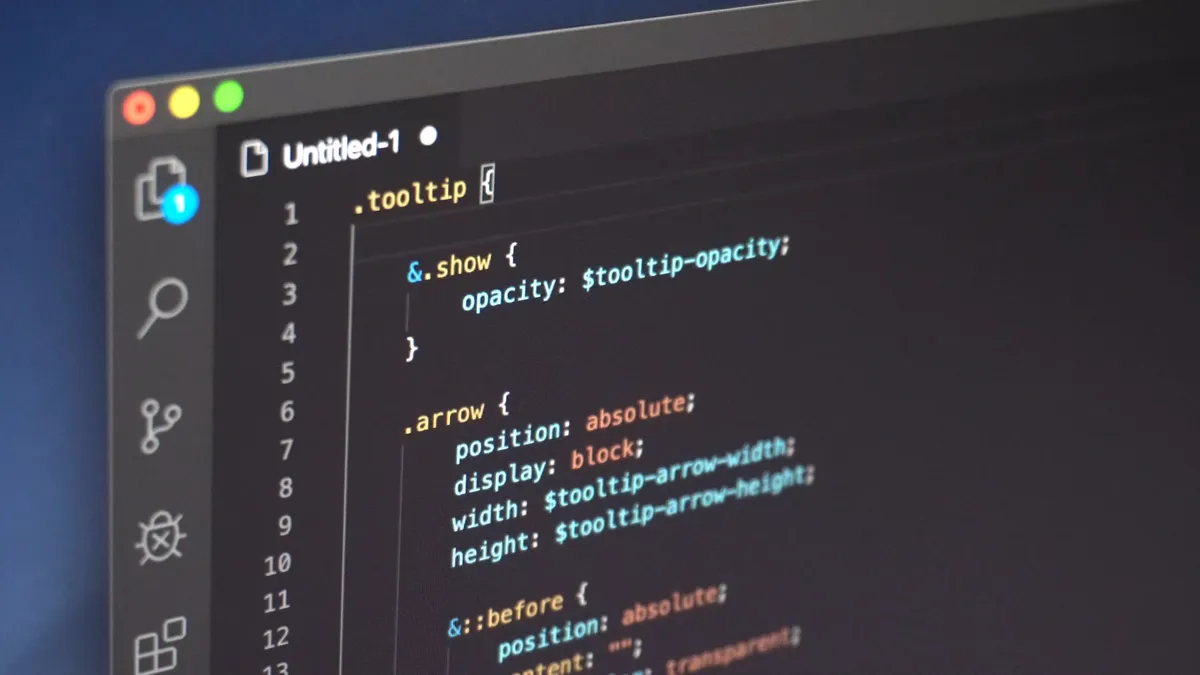 Untitled-1
1
1 .tooltip {
2
3 &.show {
4 opacity: $tooltip-opacity;
5 }
6
7 .arrow {
8 position: absolute;
9 display: block;
10 width: $tooltip-arrow-width;
11 height: $tooltip-arrow-height;
12
13 &::before {
position: absolute;
"";
transparent;